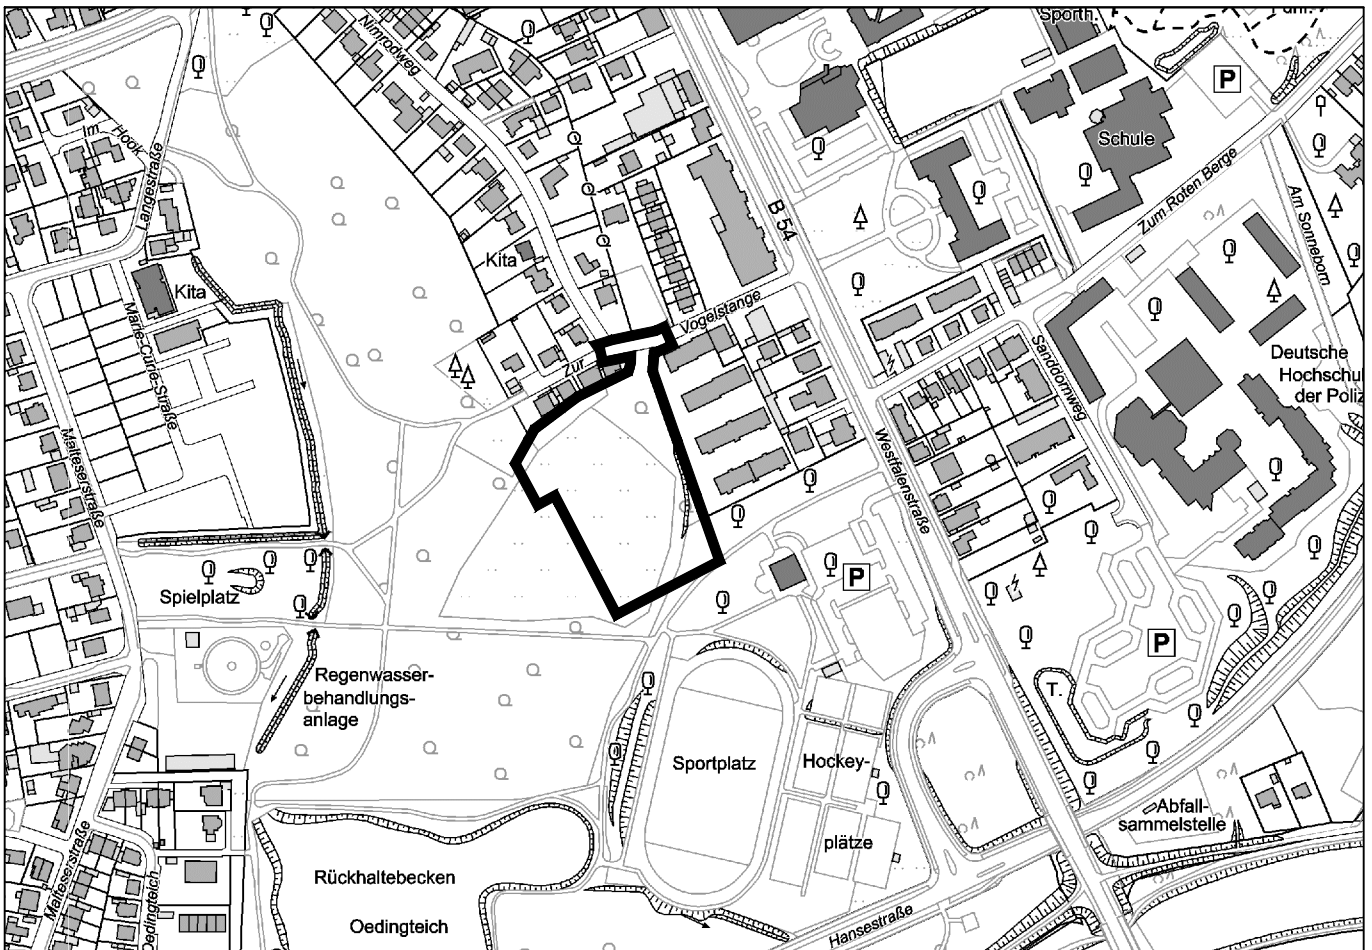 Sporth.
Nimrodweg
P
Im
Hook
Schule
Langestraße
Zum Roten Berge
Am Sonneborn
B 54
Kita
Kita
Vogelstange
Marie-Curie-Straße
Zur
Sanddornweg
Deutsche
Hochschul
der Poliz
Malteserstraße
Westfalenstraße
P
Spielplatz
P
Regenwasser-
behandlungs-
anlage
T.
Sportplatz
Hockey-
Abfall-
sammelstelle
plätze
Malteserstraße
Rückhaltebecken
Oedingteich
Oedingteich
Hansestraße